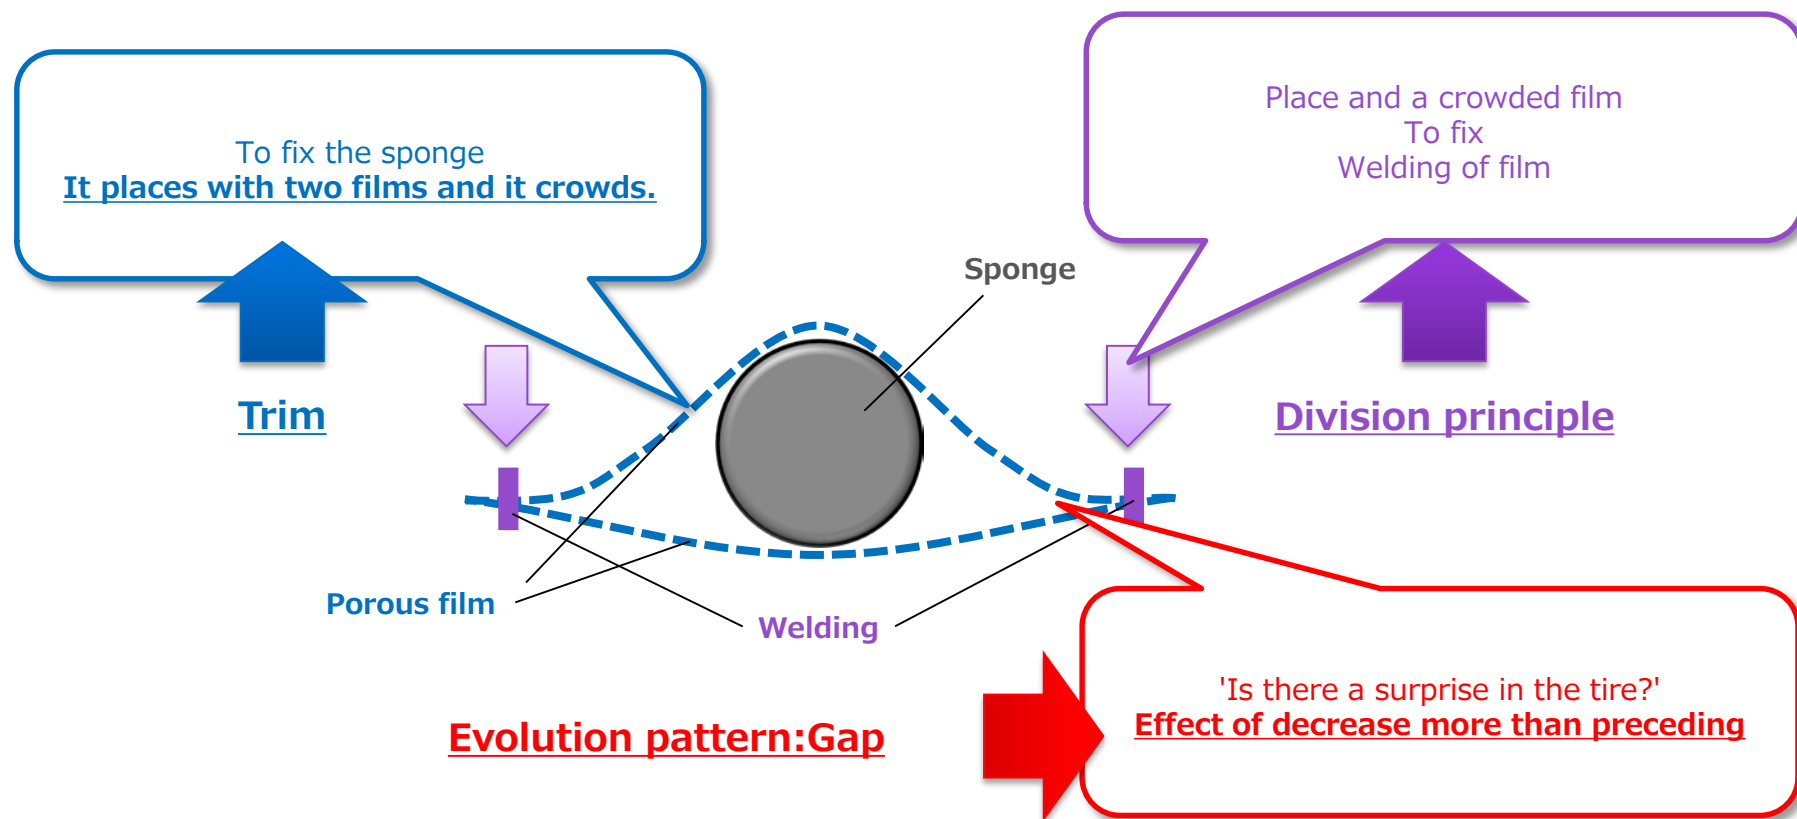 To fix the sponge
It places with two films and it crowds.
Place and a crowded film
To fix
Welding of film
Sponge
Trim
Division principle
Porous film
Welding
Evolution pattern:Gap
'Is there a surprise in the tire?'
Effect of decrease more than preceding